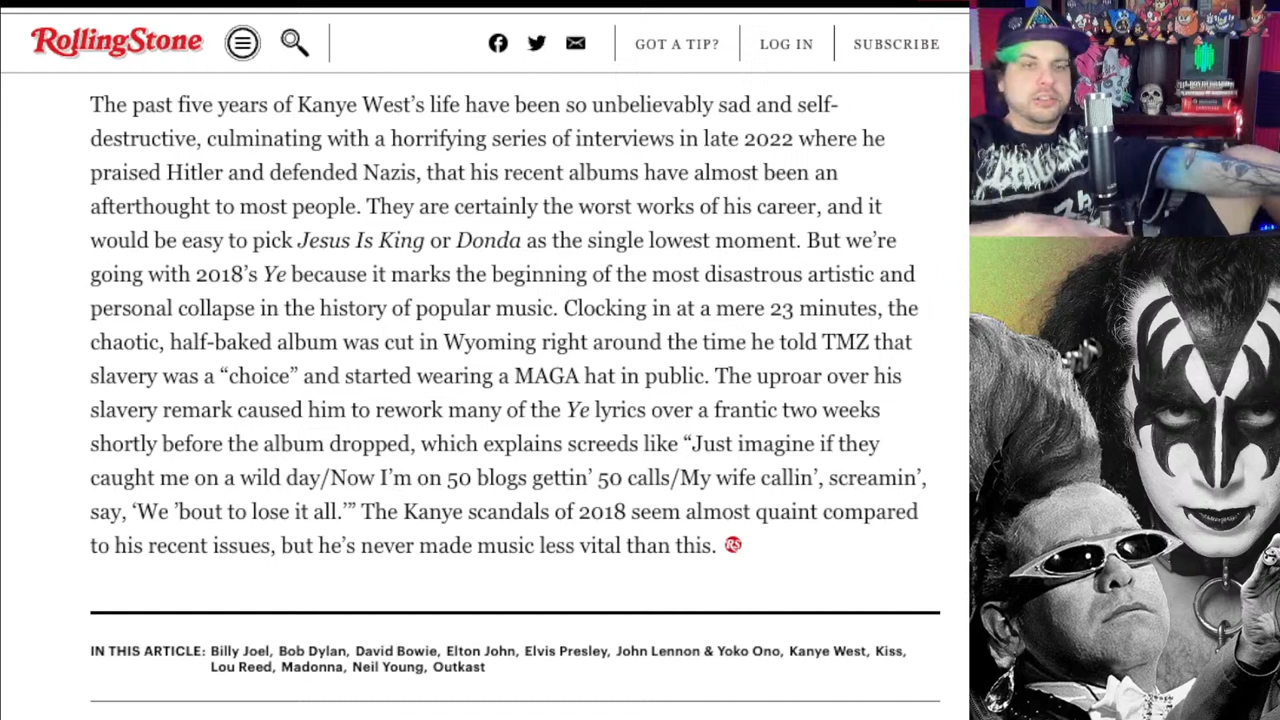 RollingStone
GOT A TIP?
LOG IN
SUBSCRIBE
The past five years of Kanye West’s life have been so unbelievably sad and self-
destructive, culminating with a horrifying series of interviews in late 2022 where he
praised Hitler and defended Nazis, that his recent albums have almost been an
afterthought to most people. They are certainly the worst works of his career, and it
would be easy to pick Jesus Is King or Donda as the single lowest moment. But we’re
going with 2018’s Ye because it marks the beginning of the most disastrous artistic and
personal collapse in the history of popular music. Clocking in at a mere 23 minutes, the
chaotic, half-baked album was cut in Wyoming right around the time he told TMZ that
slavery was a “choice” and started wearing a MAGA hat in public. The uproar over his
slavery remark caused him to rework many of the Ye lyrics over a frantic two weeks
shortly before the album dropped, which explains screeds like “Just imagine if they
caught me on a wild day/Now I’m on 50 blogs gettin’ 50 calls/My wife callin’, screamin’,
say, ‘We ’bout to lose it all.’” The Kanye scandals of 2018 seem almost quaint compared
to his recent issues, but he’s never made music less vital than this. RS
IN THIS ARTICLE: Billy Joel, Bob Dylan, David Bowie, Elton John, Elvis Presley, John Lennon & Yoko Ono, Kanye West, Kiss,
Lou Reed, Madonna, Neil Young, Outkast